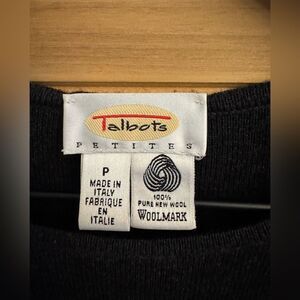 Talbots
PETITES
P
MADE IN
ITALY
FABRIQUE
EN
ITALIE
100%
PURE NEW WOOL
WOOLMARK